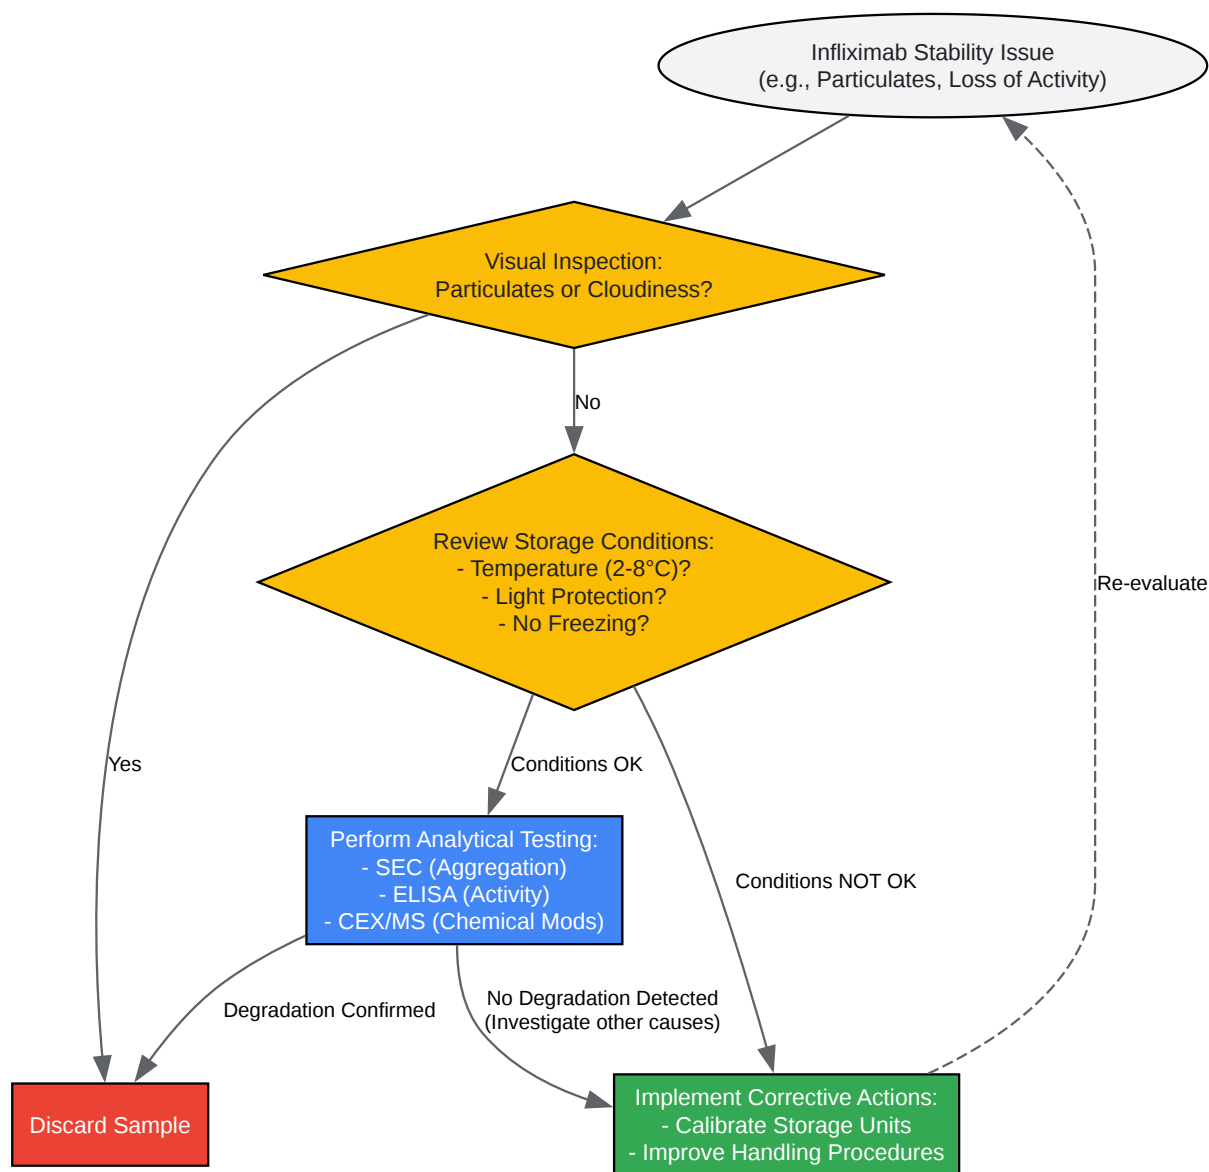 Infliximab Stability Issue
(e.g., Particulates, Loss of Activity)
Visual Inspection:
Particulates or Cloudiness?
No
Review Storage Conditions:
- Temperature (2-8°C)?
- Light Protection?
- No Freezing?
Re-evaluate
Yes
Conditions OK
Perform Analytical Testing:
- SEC (Aggregation)
- ELISA (Activity)
- CEX/MS (Chemical Mods)
Conditions NOT OK
Degradation Confirmed
No Degradation Detected
(Investigate other causes)
Discard Sample
Implement Corrective Actions:
- Calibrate Storage Units
- Improve Handling Procedures